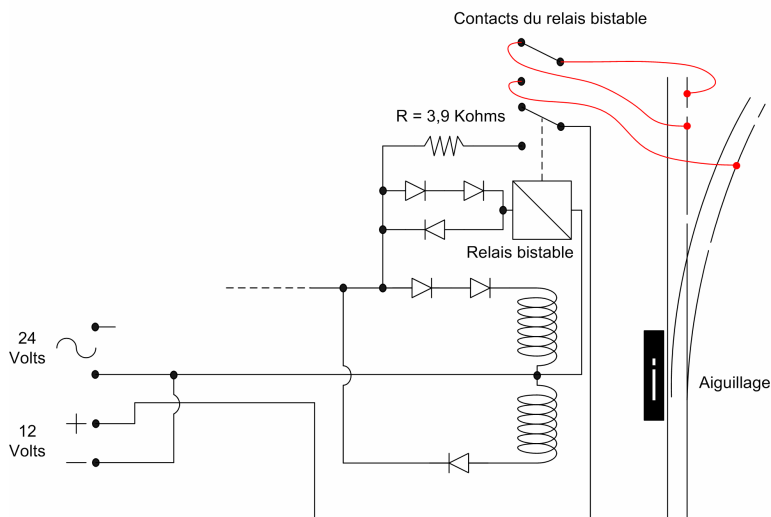 Contacts du relais bistable
R = 3,9 Kohms
Relais bistable
24
Volts
Aiguillage
12
Volts
+
−